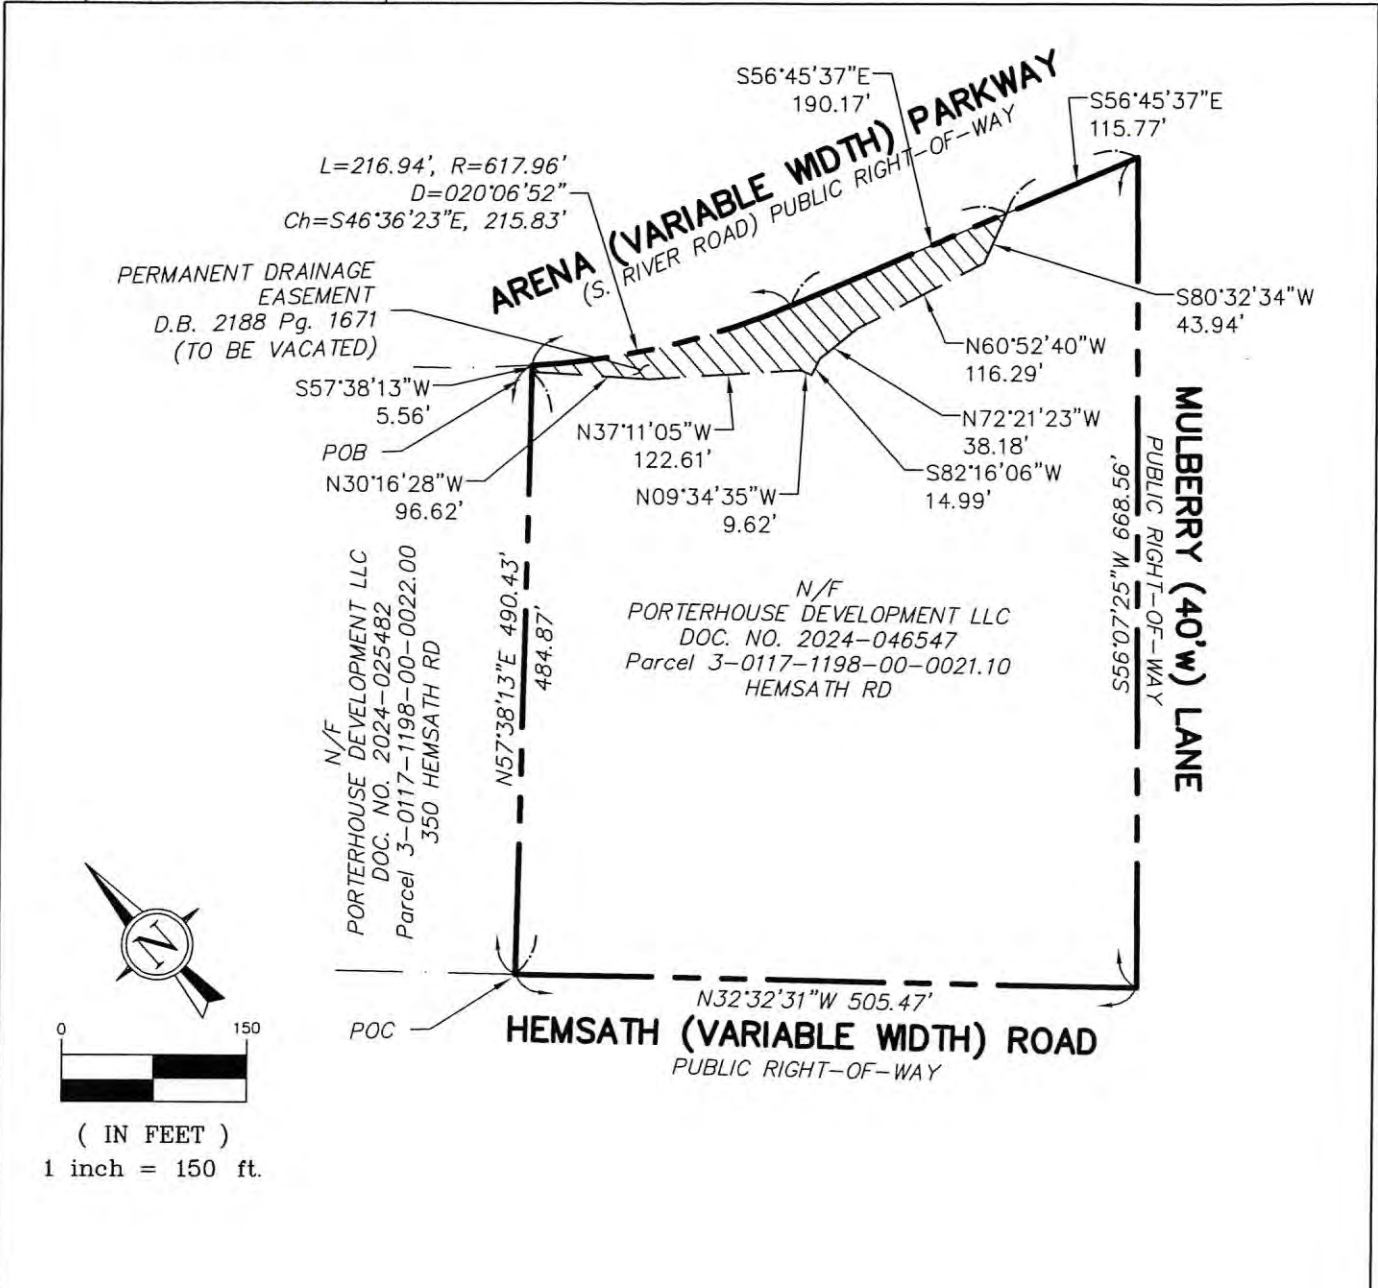 S56°45'37"E
190.17'
S56°45'37"E
115.77'
ARENA (VARIABLE WIDTH) PARKWAY
(S. RIVER ROAD) PUBLIC RIGHT-OF-WAY
L=216.94', R=617.96'
D=020°06'52"
Ch=S46°36'23"E, 215.83'
PERMANENT DRAINAGE
EASEMENT
D.B. 2188 Pg. 1671
(TO BE VACATED)
S57°38'13"W
5.56'
POB
N30°16'28"W
96.62'
N37°11'05"W
122.61'
N09°34'35"W
9.62'
S82°16'06"W
14.99'
N72°21'23"W
38.18'
N60°52'40"W
116.29'
S80°32'34"W
43.94'
MULBERRY (40'w) LANE
PUBLIC RIGHT-OF-WAY
S56°07'25"W 668.56'
N/F
PORTERHOUSE DEVELOPMENT LLC
DOC. NO. 2024-025482
Parcel 3-0117-1198-00-0022.00
350 HEMSATH RD
N57°38'13"E 490.43'
484.87'
N/F
PORTERHOUSE DEVELOPMENT LLC
DOC. NO. 2024-046547
Parcel 3-0117-1198-00-0021.10
HEMSATH RD
N
0 150
( IN FEET )
1 inch = 150 ft.
POC
N32°32'31"W 505.47'
HEMSATH (VARIABLE WIDTH) ROAD
PUBLIC RIGHT-OF-WAY